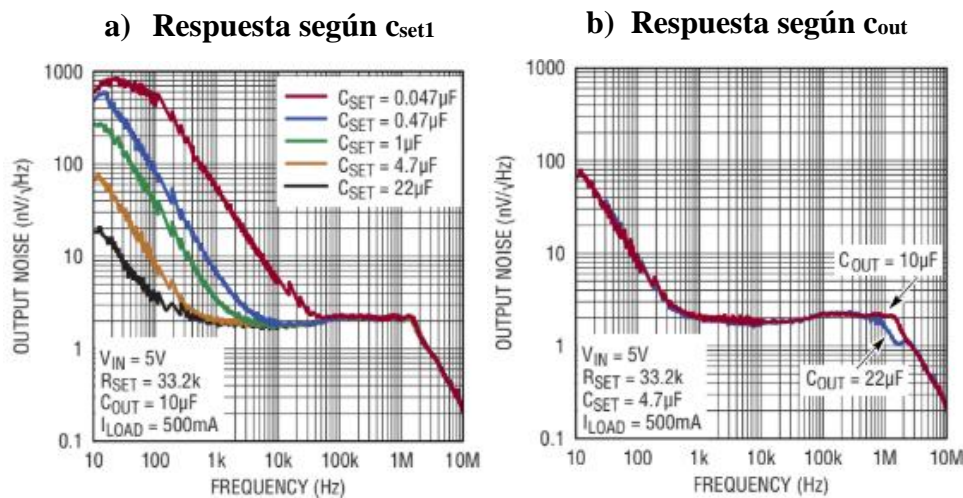 a) Respuesta según cset1
1000
100
10
1
0.1
OUTPUT NOISE (nV/√Hz)
CSET = 0.047µF
CSET = 0.47µF
CSET = 1µF
CSET = 4.7µF
CSET = 22µF
VIN = 5V
RSET = 33.2k
COUT = 10µF
ILOAD = 500mA
10 100 1k 10k 100k 1M 10M
FREQUENCY (Hz)
b) Respuesta según cout
1000
100
10
1
0.1
OUTPUT NOISE (nV/√Hz)
COUT = 10µF
COUT = 22µF
VIN = 5V
RSET = 33.2k
CSET = 4.7µF
ILOAD = 500mA
10 100 1k 10k 100k 1M 10M
FREQUENCY (Hz)